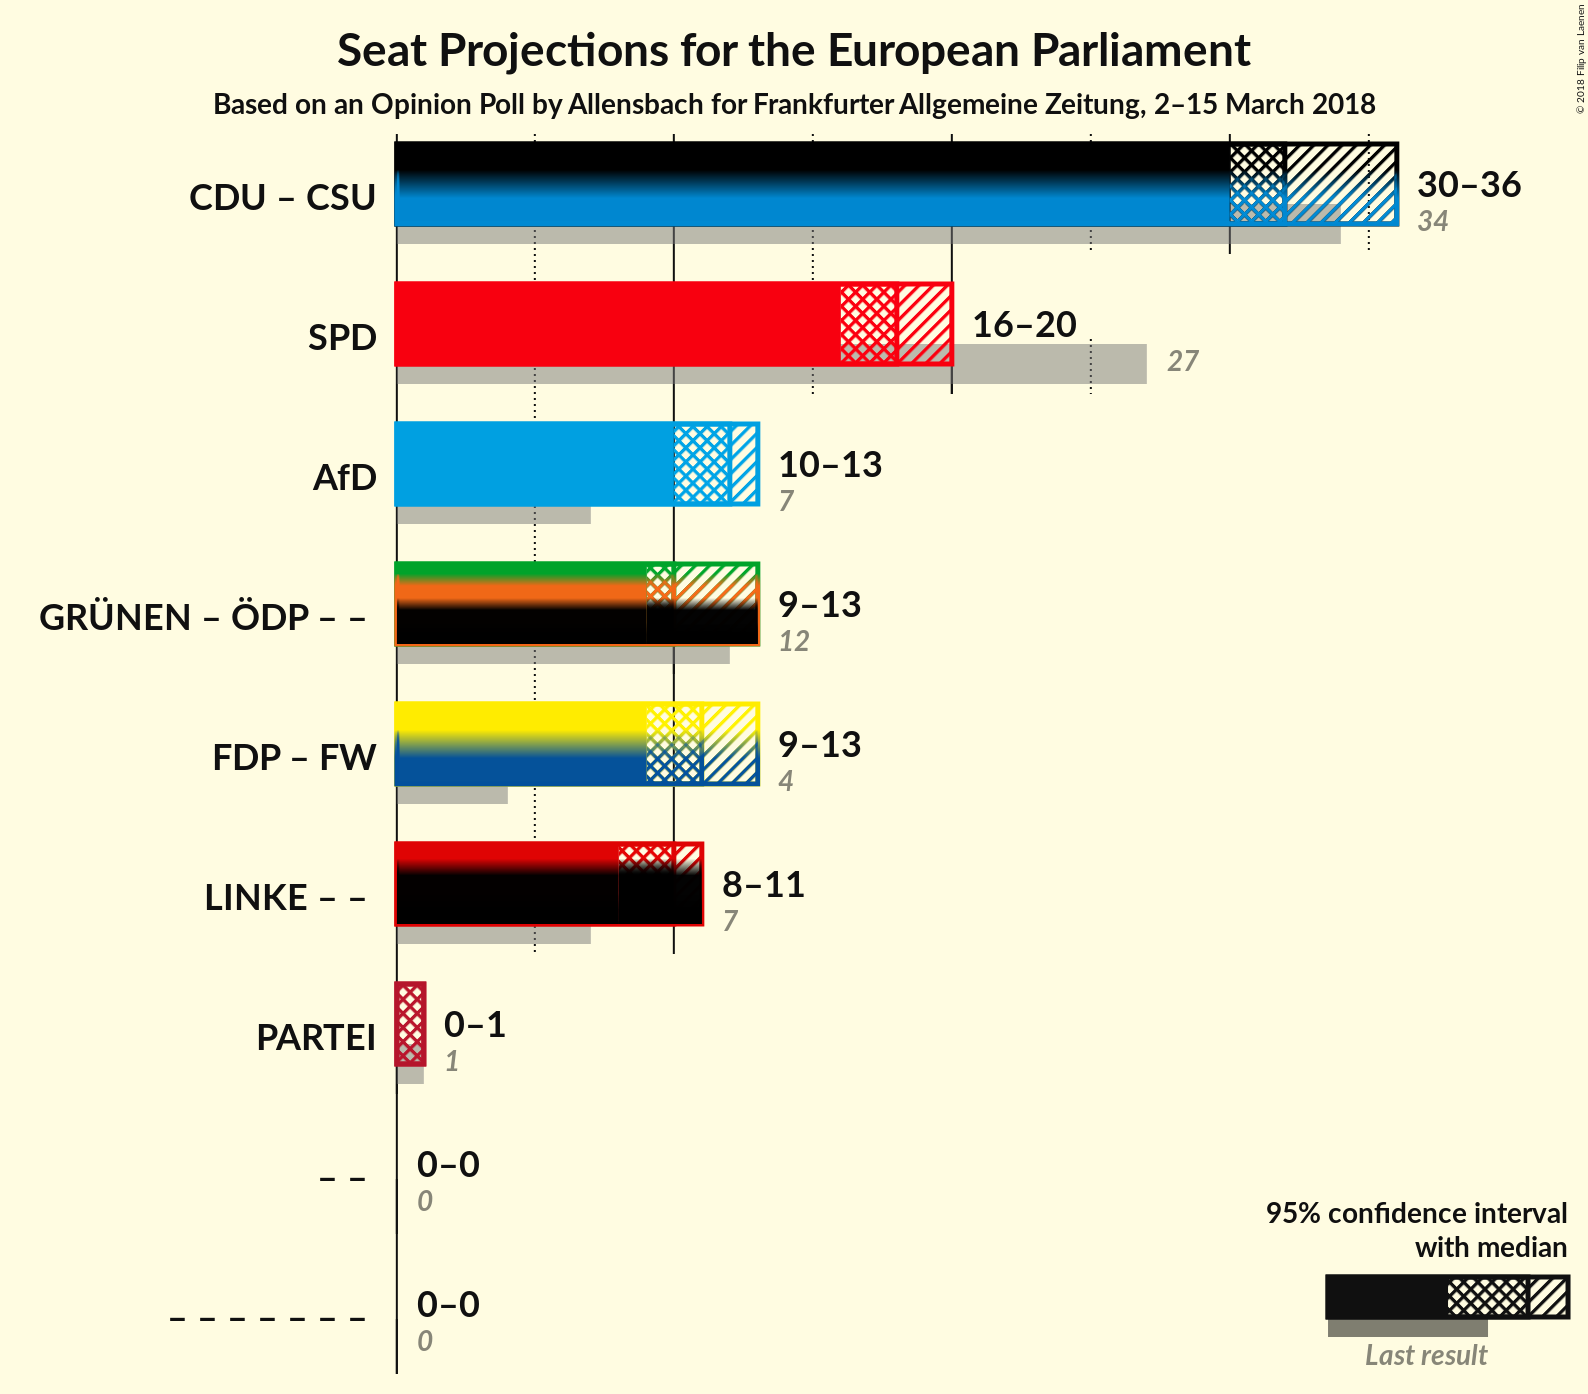 Seat Projections for the European Parliament
Based on an Opinion Poll by Allensbach for Frankfurter Allgemeine Zeitung, 2–15 March 2018
© 2018 Filip van Laenen
CDU – CSU
30–36
34
SPD
16–20
27
AfD
10–13
7
GRÜNEN – ÖDP – –
9–13
12
FDP – FW
9–13
4
LINKE – –
8–11
7
PARTEI
0–1
1
– –
0–0
0
– – – – – – –
0–0
0
95% confidence interval
with median
Last result